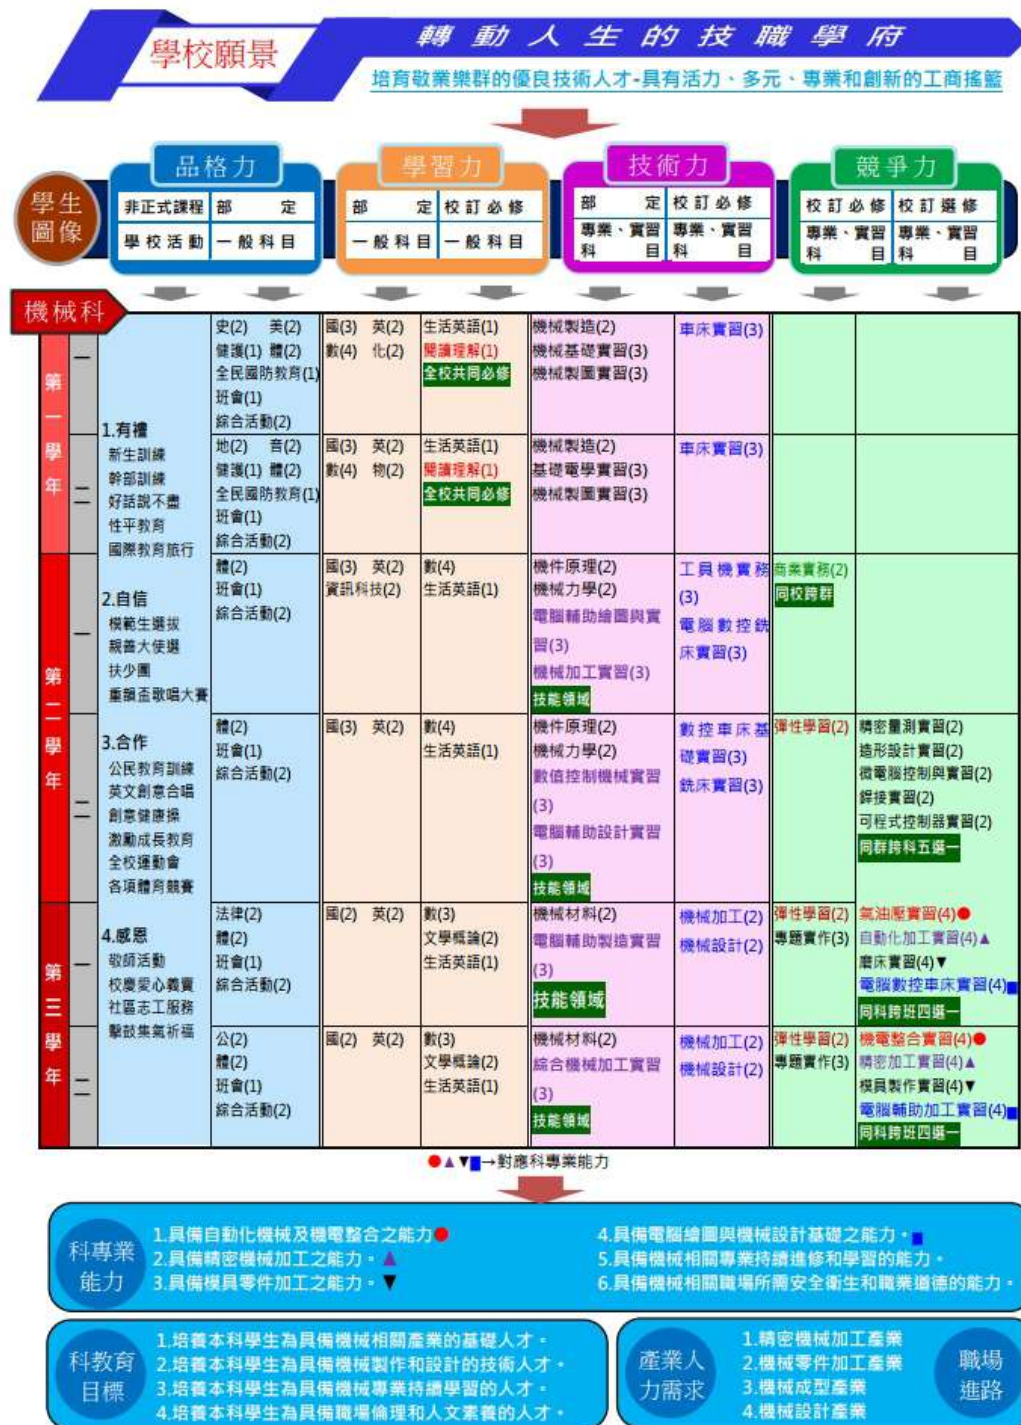 學校願景
轉動人生的技職學府
培育敬業樂群的優良技術人才-具有活力、多元、專業和創新的工商搖籃
學生
圖像
品格力
非正式課程 部定
學校活動 一般科目
學習力
部定 校訂必修
一般科目 一般科目
技術力
部定 校訂必修
專業、實習 專業、實習
科目 科目
競爭力
校訂必修 校訂選修
專業、實習 專業、實習
科目 科目
機械科
第一學年
一
二
第二學年
一
二
第三學年
一
二
1.有禮
新生訓練
幹部訓練
好話說不盡
性平教育
國際教育旅行
2.自信
模範生選拔
親善大使選
扶少團
重韻盃歌唱大賽
3.合作
公民教育訓練
英文創意合唱
創意健康操
激勵成長教育
全校運動會
各項體育競賽
4.感恩
敬師活動
校慶愛心義賣
社區志工服務
擊鼓集氣祈福
史(2) 美(2)
健護(1) 體(2)
全民國防教育(1)
班會(1)
綜合活動(2)
國(3) 英(2)
數(4) 化(2)
生活英語(1)
閱讀理解(1)
全校共同必修
機械製造(2)
機械基礎實習(3)
機械製圖實習(3)
車床實習(3)
地(2) 音(2)
健護(1) 體(2)
全民國防教育(1)
班會(1)
綜合活動(2)
國(3) 英(2)
數(4) 物(2)
生活英語(1)
閱讀理解(1)
全校共同必修
機械製造(2)
基礎電學實習(3)
機械製圖實習(3)
車床實習(3)
體(2)
班會(1)
綜合活動(2)
國(3) 英(2)
資訊科技(2)
數(4)
生活英語(1)
機件原理(2)
機械力學(2)
電腦輔助繪圖與實
習(3)
機械加工實習(3)
技能領域
工具機實務
(3)
電腦數控銑
床實習(3)
商業實務(2)
同校跨群
體(2)
班會(1)
綜合活動(2)
國(3) 英(2)
數(4)
生活英語(1)
機件原理(2)
機械力學(2)
數值控制機械實習
(3)
電腦輔助設計實習
(3)
技能領域
數控車床基
礎實習(3)
銑床實習(3)
彈性學習(2)
精密量測實習(2)
造形設計實習(2)
微電腦控制與實習(2)
銲接實習(2)
可程式控制器實習(2)
同群跨科五選一
法律(2)
體(2)
班會(1)
綜合活動(2)
國(2) 英(2)
數(3)
文學概論(2)
生活英語(1)
機械材料(2)
電腦輔助製造實習
(3)
技能領域
機械加工(2)
機械設計(2)
彈性學習(2)
專題實作(3)
氣油壓實習(4)●
自動化加工實習(4)▲
磨床實習(4)▼
電腦數控車床實習(4)■
同科跨班四選一
公(2)
體(2)
班會(1)
綜合活動(2)
國(2) 英(2)
數(3)
文學概論(2)
生活英語(1)
機械材料(2)
綜合機械加工實習
(3)
技能領域
機械加工(2)
機械設計(2)
彈性學習(2)
專題實作(3)
機電整合實習(4)●
精密加工實習(4)▲
模具製作實習(4)▼
電腦輔助加工實習(4)■
同科跨班四選一
●▲▼■→對應科專業能力
科專業
能力
1.具備自動化機械及機電整合之能力●
2.具備精密機械加工之能力。▲
3.具備模具零件加工之能力。▼
4.具備電腦繪圖與機械設計基礎之能力。■
5.具備機械相關專業持續進修和學習的能力。
6.具備機械相關職場所需安全衛生和職業道德的能力。
科教育
目標
1.培養本科學生為具備機械相關產業的基礎人才。
2.培養本科學生為具備機械製作和設計的技術人才。
3.培養本科學生為具備機械專業持續學習的人才。
4.培養本科學生為具備職場倫理和人文素養的人才。
產業人
力需求
1.精密機械加工產業
2.機械零件加工產業
3.機械成型產業
4.機械設計產業
職場
進路